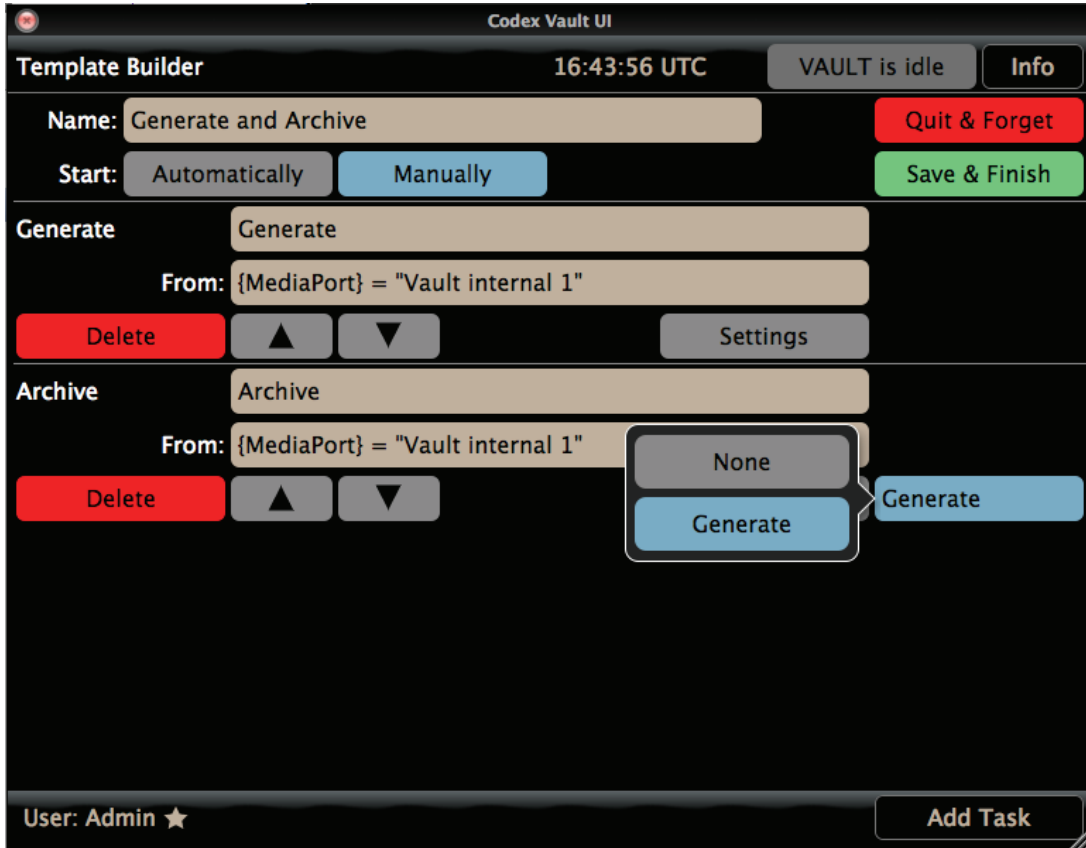 Codex Vault UI
Template Builder 16:43:56 UTC VAULT is idle Info
Name: Generate and Archive Quit & Forget
Start: Automatically Manually Save & Finish
Generate Generate
From: {MediaPort} = "Vault internal 1"
Delete ▲ ▼ Settings
Archive Archive
From: {MediaPort} = "Vault internal 1"
None
Delete ▲ ▼ Generate
Generate
User: Admin ★ Add Task